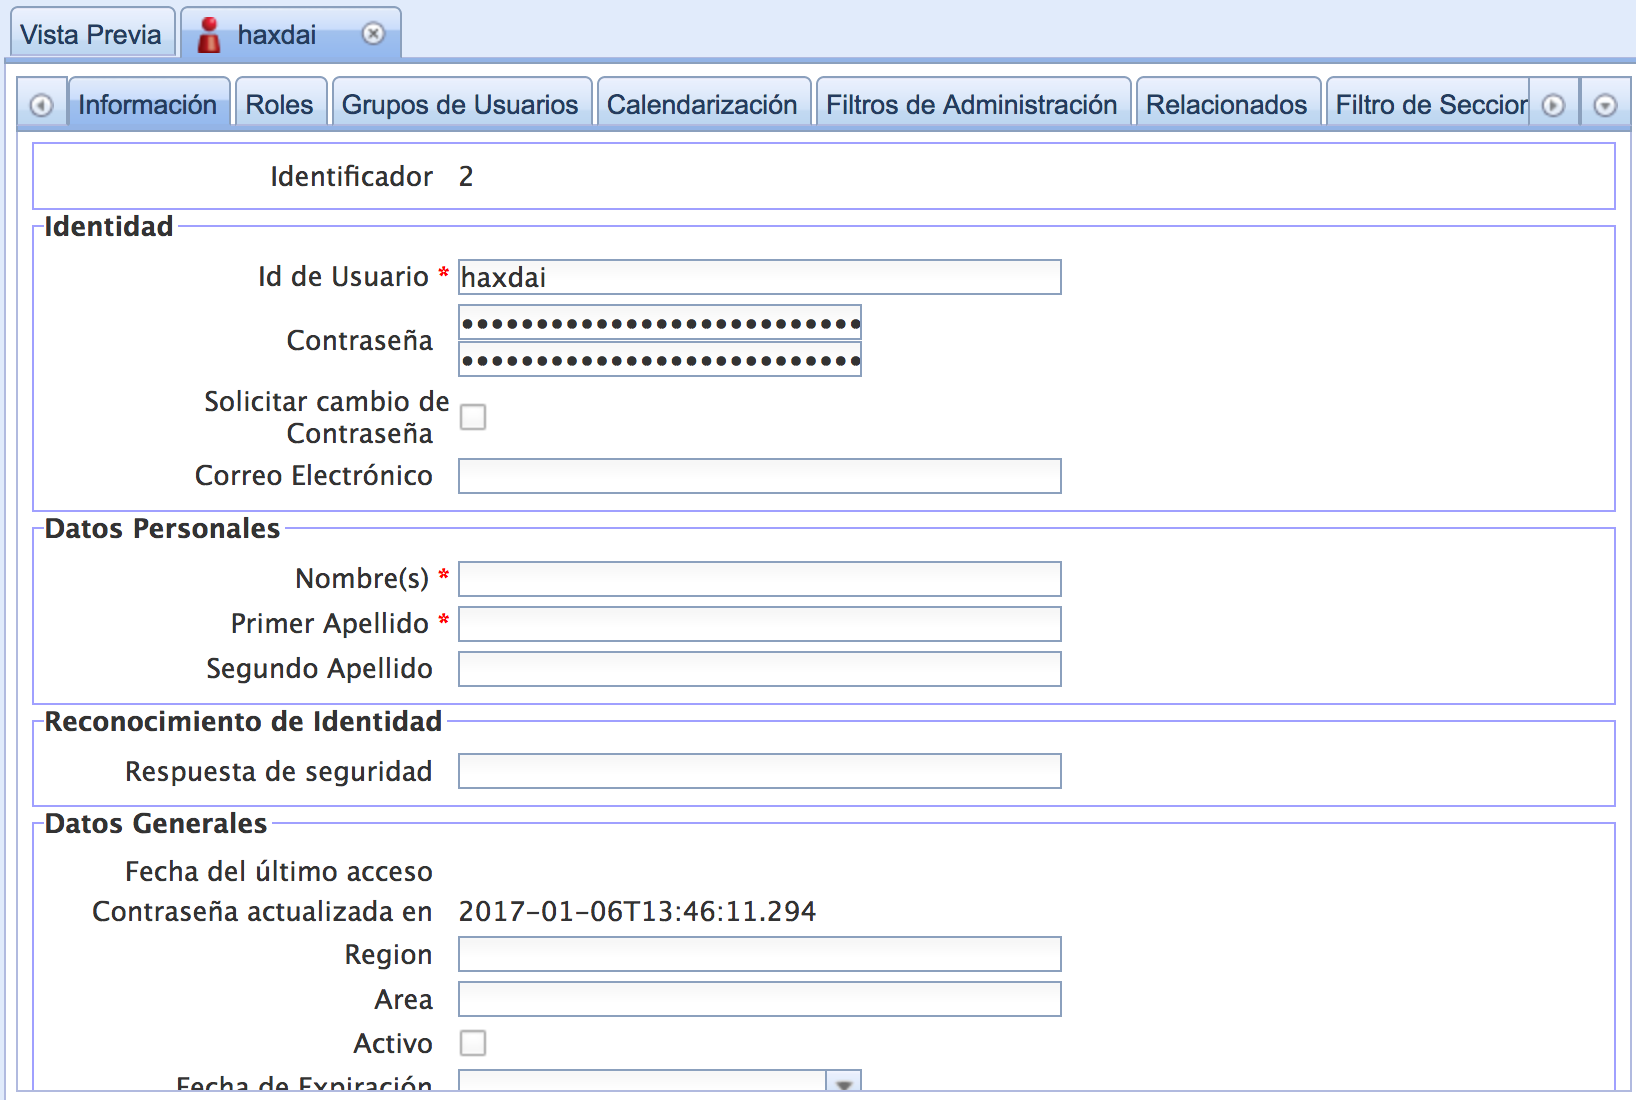 Vista Previa haxdai
Información Roles Grupos de Usuarios Calendarización Filtros de Administración Relacionados Filtro de Seccion
Identificador 2
Identidad
Id de Usuario * haxdai
Contraseña
Solicitar cambio de
Contraseña
Correo Electrónico
Datos Personales
Nombre(s) *
Primer Apellido *
Segundo Apellido
Reconocimiento de Identidad
Respuesta de seguridad
Datos Generales
Fecha del último acceso
Contraseña actualizada en 2017-01-06T13:46:11.294
Region
Area
Activo
Fecha de Expiración